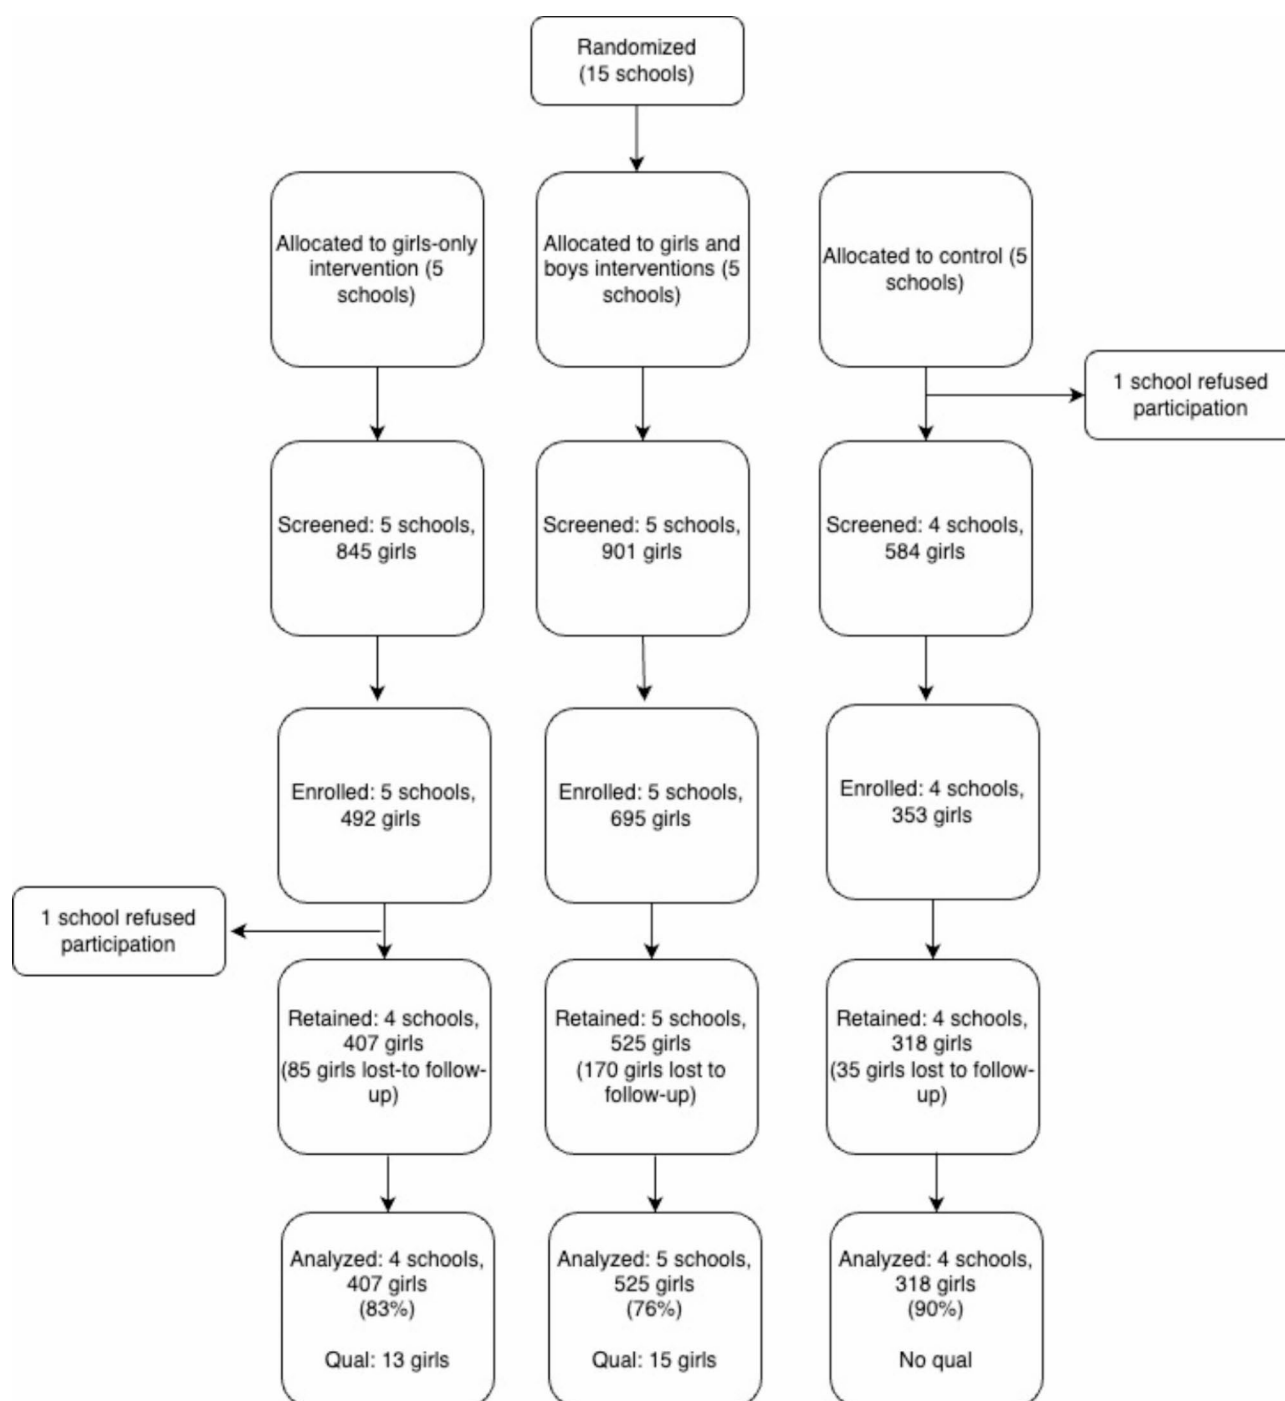 Randomized
(15 schools)
Allocated to girls-only
intervention (5
schools)
Allocated to girls and
boys interventions (5
schools)
Allocated to control (5
schools)
1 school refused
participation
Screened: 5 schools,
845 girls
Screened: 5 schools,
901 girls
Screened: 4 schools,
584 girls
Enrolled: 5 schools,
492 girls
Enrolled: 5 schools,
695 girls
Enrolled: 4 schools,
353 girls
1 school refused
participation
Retained: 4 schools,
407 girls
(85 girls lost-to follow-
up)
Retained: 5 schools,
525 girls
(170 girls lost to
follow-up)
Retained: 4 schools,
318 girls
(35 girls lost to follow-
up)
Analyzed: 4 schools,
407 girls
(83%)
Qual: 13 girls
Analyzed: 5 schools,
525 girls
(76%)
Qual: 15 girls
Analyzed: 4 schools,
318 girls
(90%)
No qual